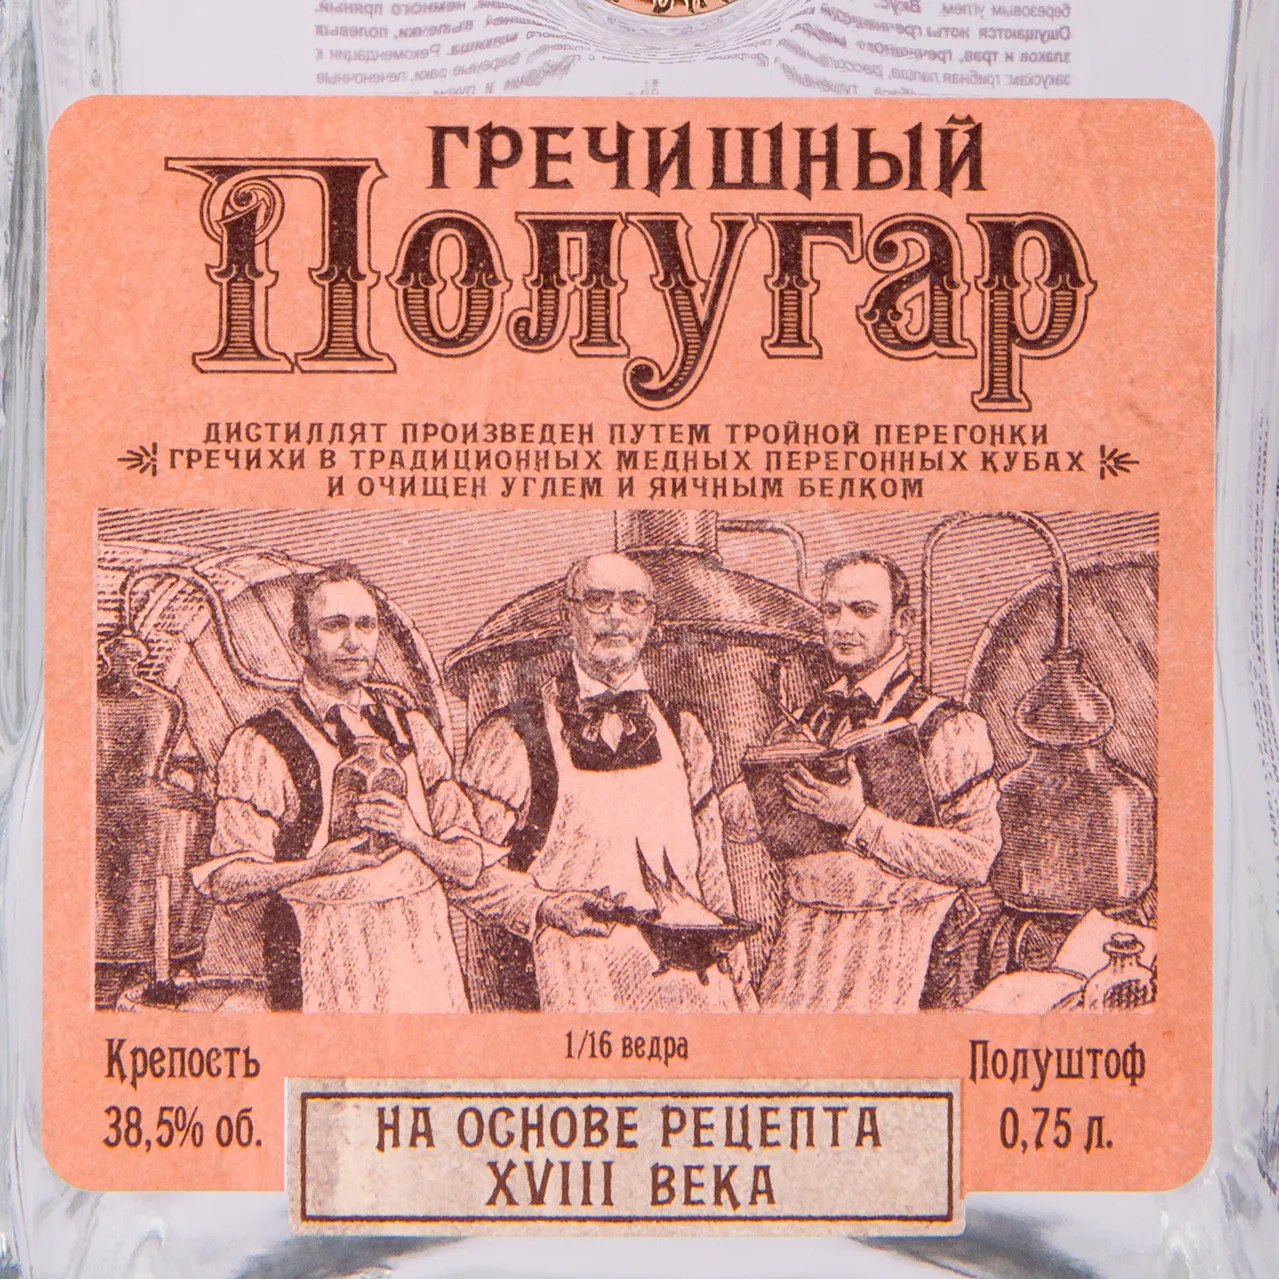 ГРЕЧИШНЫЙ
Полугар
ДИСТИЛЛЯТ ПРОИЗВЕДЕН ПУТЕМ ТРОЙНОЙ ПЕРЕГОНКИ
ГРЕЧИХИ В ТРАДИЦИОННЫХ МЕДНЫХ ПЕРЕГОННЫХ КУБАХ
И ОЧИЩЕН УГЛЕМ И ЯИЧНЫМ БЕЛКОМ
Крепость
38,5% об.
1/16 ведра
Полуштоф
0,75 л.
НА ОСНОВЕ РЕЦЕПТА
XVIII ВЕКА